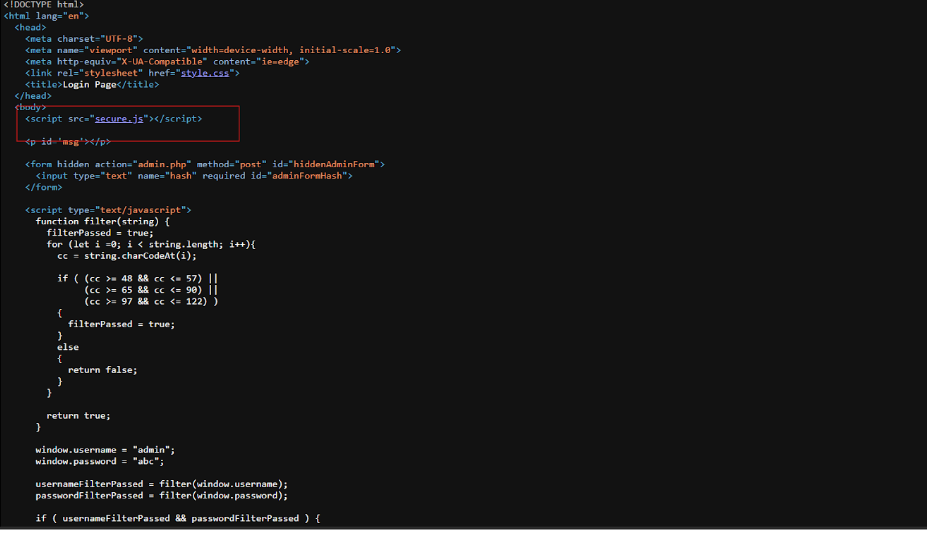 <!DOCTYPE html>
<html lang="en">
<head>
<meta charset="UTF-8">
<meta name="viewport" content="width=device-width, initial-scale=1.0">
<meta http-equiv="X-UA-Compatible" content="ie=edge">
<link rel="stylesheet" href="style.css">
<title>Login Page</title>
</head>
<body>
<script src="secure.js"></script>
<p id='msg'></p>
<form hidden action="admin.php" method="post" id="hiddenAdminForm">
<input type="text" name="hash" required id="adminFormHash">
</form>
<script type="text/javascript">
function filter(string) {
filterPassed = true;
for (let i =0; i < string.length; i++){
cc = string.charCodeAt(i);
if ( (cc >= 48 && cc <= 57) ||
(cc >= 65 && cc <= 90) ||
(cc >= 97 && cc <= 122) )
{
filterPassed = true;
}
else
{
return false;
}
}
return true;
}
window.username = "admin";
window.password = "abc";
usernameFilterPassed = filter(window.username);
passwordFilterPassed = filter(window.password);
if ( usernameFilterPassed && passwordFilterPassed ) {